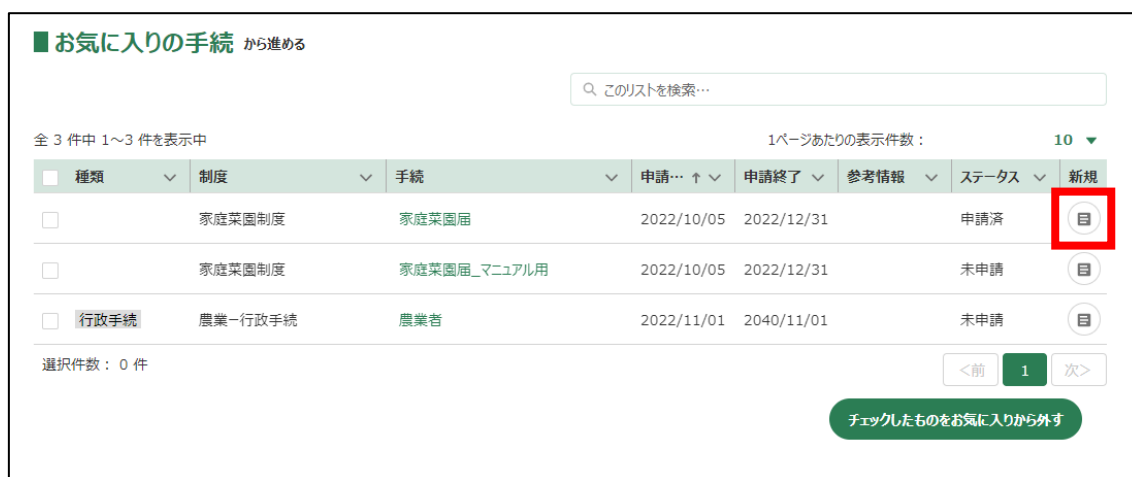 お気に入りの手続 から進める
このリストを検索…
全 3 件中 1～3 件を表示中 1ページあたりの表示件数： 10
種類 制度 手続 申請… ↑ 申請終了 参考情報 ステータス 新規
家庭菜園制度 家庭菜園届 2022/10/05 2022/12/31 申請済
家庭菜園制度 家庭菜園届_マニュアル用 2022/10/05 2022/12/31 未申請
行政手続 農業ー行政手続 農業者 2022/11/01 2040/11/01 未申請
選択件数： 0 件 <前 1 次>
チェックしたものをお気に入りから外す